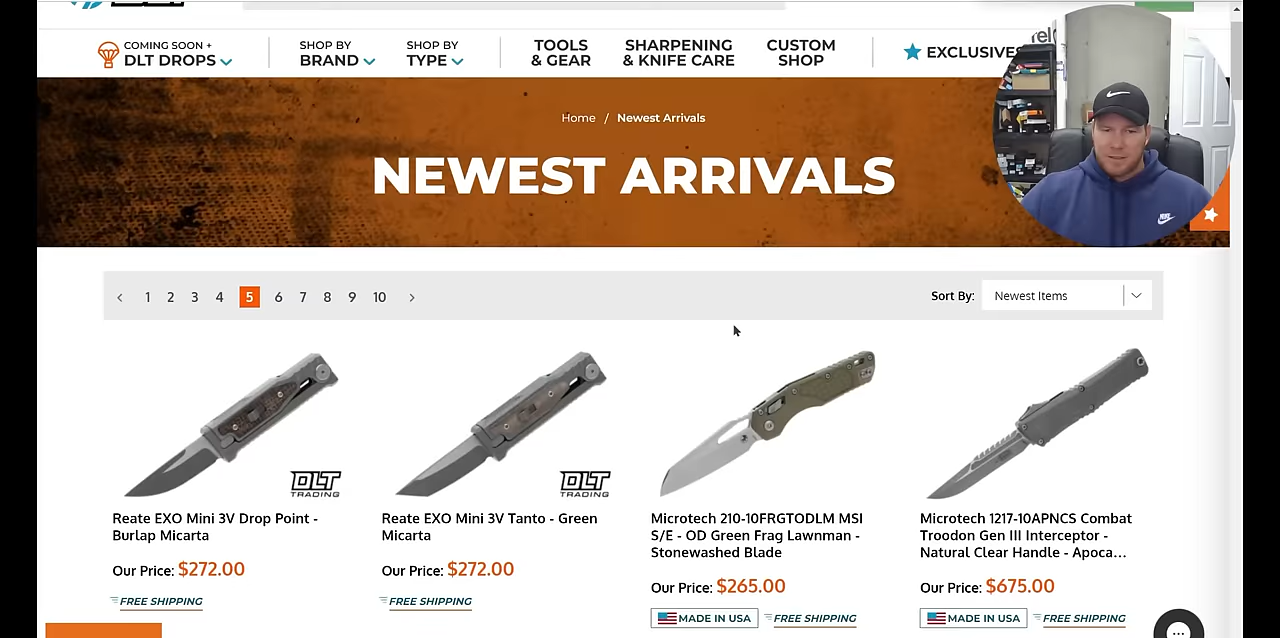 COMING SOON +
DLT DROPS
SHOP BY
BRAND
SHOP BY
TYPE
TOOLS
& GEAR
SHARPENING
& KNIFE CARE
CUSTOM
SHOP
EXCLUSIVES
Home / Newest Arrivals
NEWEST ARRIVALS
< 1 2 3 4 5 6 7 8 9 10 >
Sort By: Newest Items
DLT
TRADING
DLT
TRADING
Reate EXO Mini 3V Drop Point -
Burlap Micarta
Our Price: $272.00
FREE SHIPPING
Reate EXO Mini 3V Tanto - Green
Micarta
Our Price: $272.00
FREE SHIPPING
Microtech 210-10FRGTODLM MSI
S/E - OD Green Frag Lawnman -
Stonewashed Blade
Our Price: $265.00
MADE IN USA FREE SHIPPING
Microtech 1217-10APNCS Combat
Troodon Gen III Interceptor -
Natural Clear Handle - Apoca...
Our Price: $675.00
MADE IN USA FREE SHIPPING